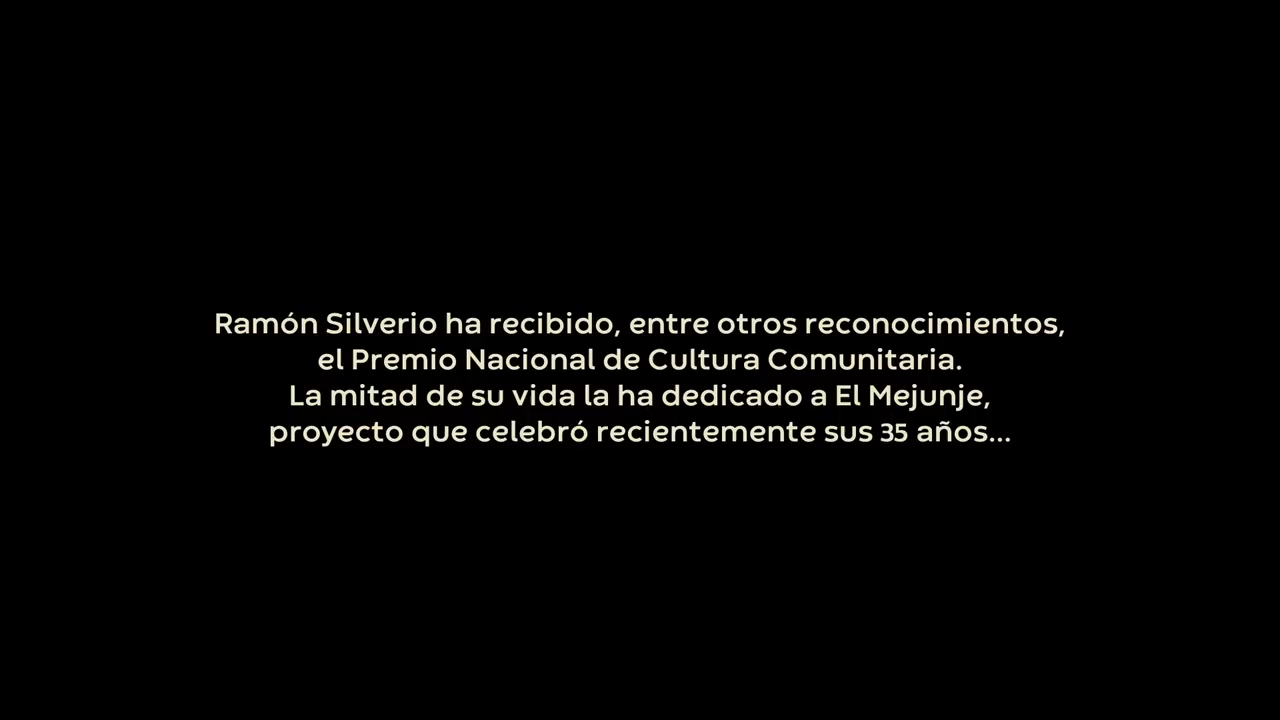 Ramón Silverio ha recibido, entre otros reconocimientos,
el Premio Nacional de Cultura Comunitaria.
La mitad de su vida la ha dedicado a El Mejunje,
proyecto que celebró recientemente sus 35 años...